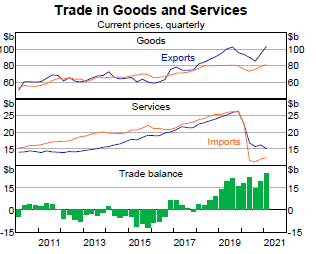 Trade in Goods and Services
Current prices, quarterly
$b $b
Goods
100 100
Exports
80 80
60 60
$b $b
Services
25 25
20 20
Imports
15 15
$b $b
Trade balance
15 15
0 0
-15 -15
2011 2013 2015 2017 2019 2021